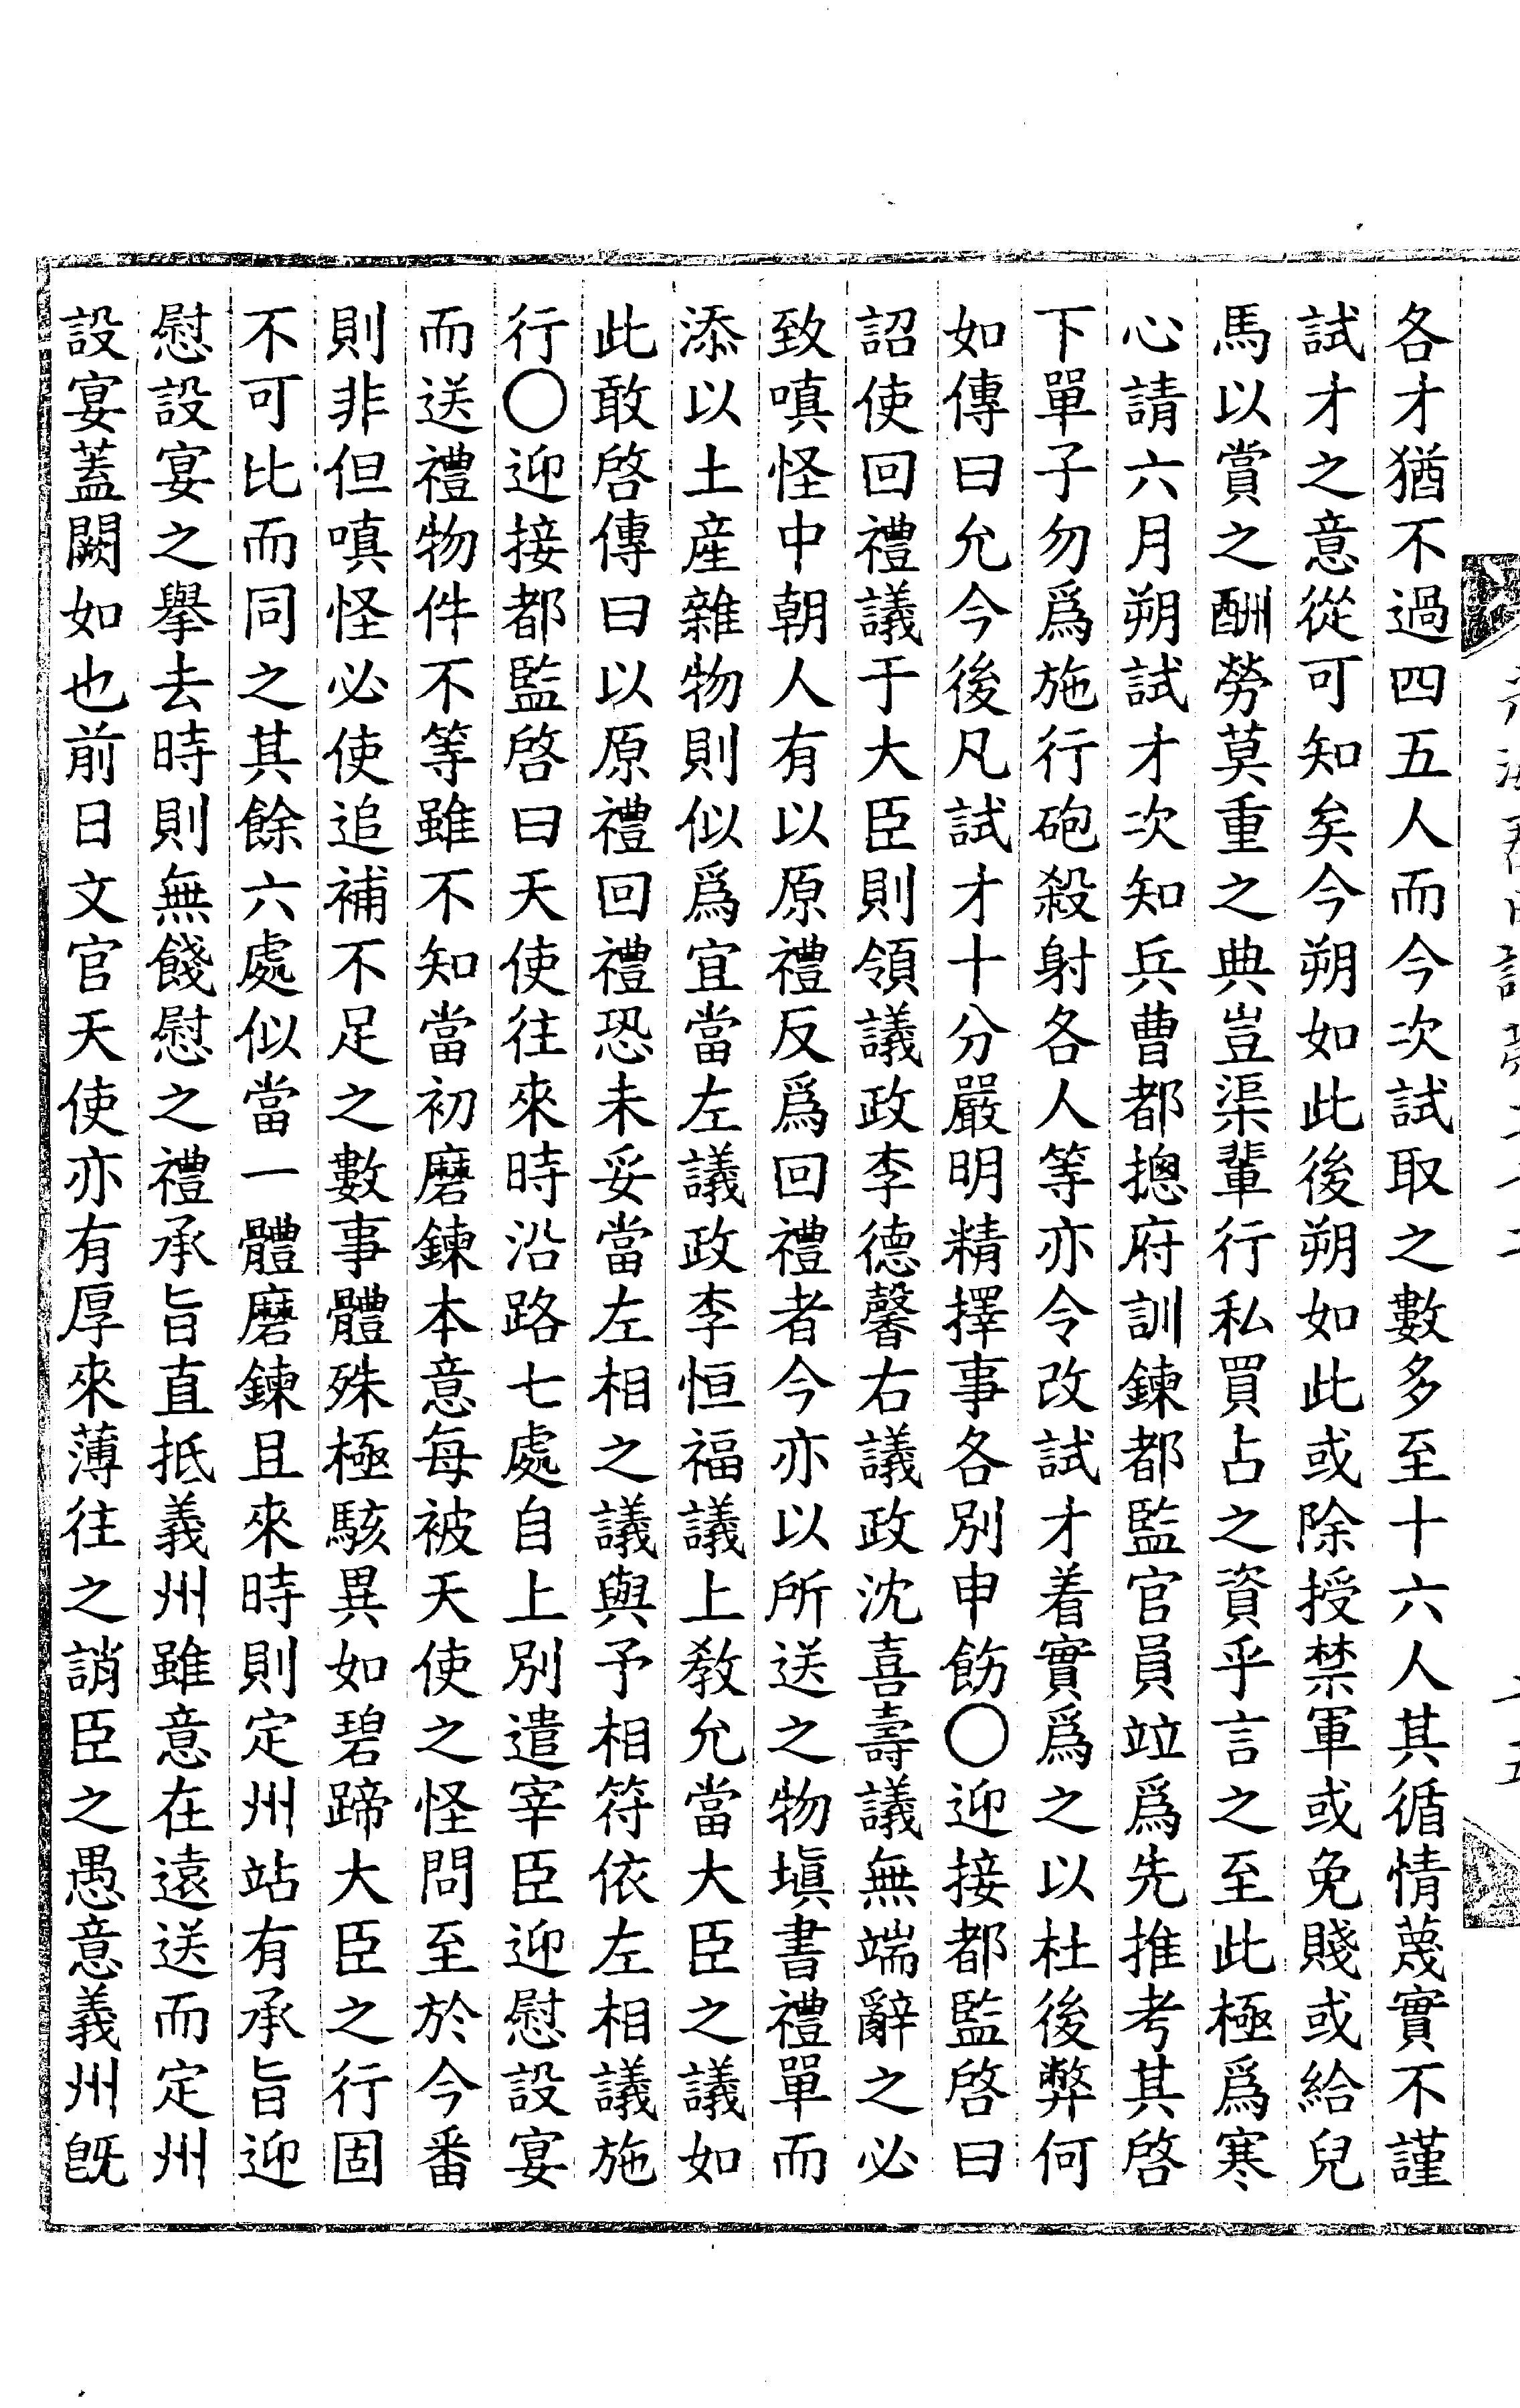 各才猶不過四五人而今次試取之數多至十六人其循情蔑實不謹
試才之意從可知矣今朔如此後朔如此或除授禁軍或免賤或給兒
馬以賞之酬勞莫重之典豈渠輩行私買占之資乎言之至此極爲寒
心請六月朔試才次知兵曹都摠府訓鍊都監官員竝爲先推考其啓
下單子勿爲施行砲殺射各人等亦令改試才着實爲之以杜後弊何
如傳曰允今後凡試才十分嚴明精擇事各別申飭○迎接都監啓曰
詔使回禮議于大臣則領議政李德馨右議政沈喜壽議無端辭之必
致嗔怪中朝人有以原禮反爲回禮者今亦以所送之物塡書禮單而
添以土産雜物則似爲宜當左議政李恒福議上敎允當大臣之議如
此敢啓傳曰以原禮回禮恐未妥當左相之議與予相符依左相議施
行○迎接都監啓曰天使往來時沿路七處自上別遣宰臣迎慰設宴
而送禮物件不等雖不知當初磨鍊本意每被天使之怪問至於今番
則非但嗔怪必使追補不足之數事體殊極駭異如碧蹄大臣之行固
不可比而同之其餘六處似當一體磨鍊且來時則定州站有承旨迎
慰設宴之擧去時則無餞慰之禮承旨直抵義州雖意在遠送而定州
設宴蓋闕如也前日文官天使亦有厚來薄往之誚臣之愚意義州旣